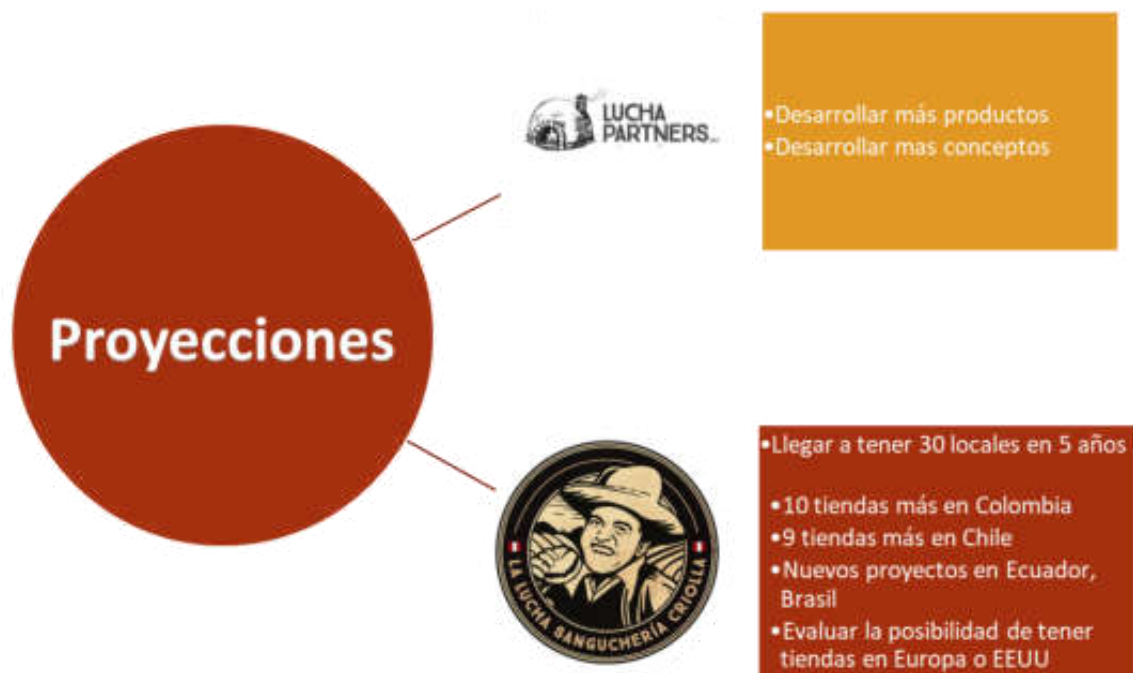 Proyecciones
LUCHA
PARTNERS
•Desarrollar más productos
•Desarrollar mas conceptos
LA LUCHA SANGUCHERÍA CRIOLLA
•Llegar a tener 30 locales en 5 años
•10 tiendas más en Colombia
•9 tiendas más en Chile
•Nuevos proyectos en Ecuador,
Brasil
•Evaluar la posibilidad de tener
tiendas en Europa o EEUU